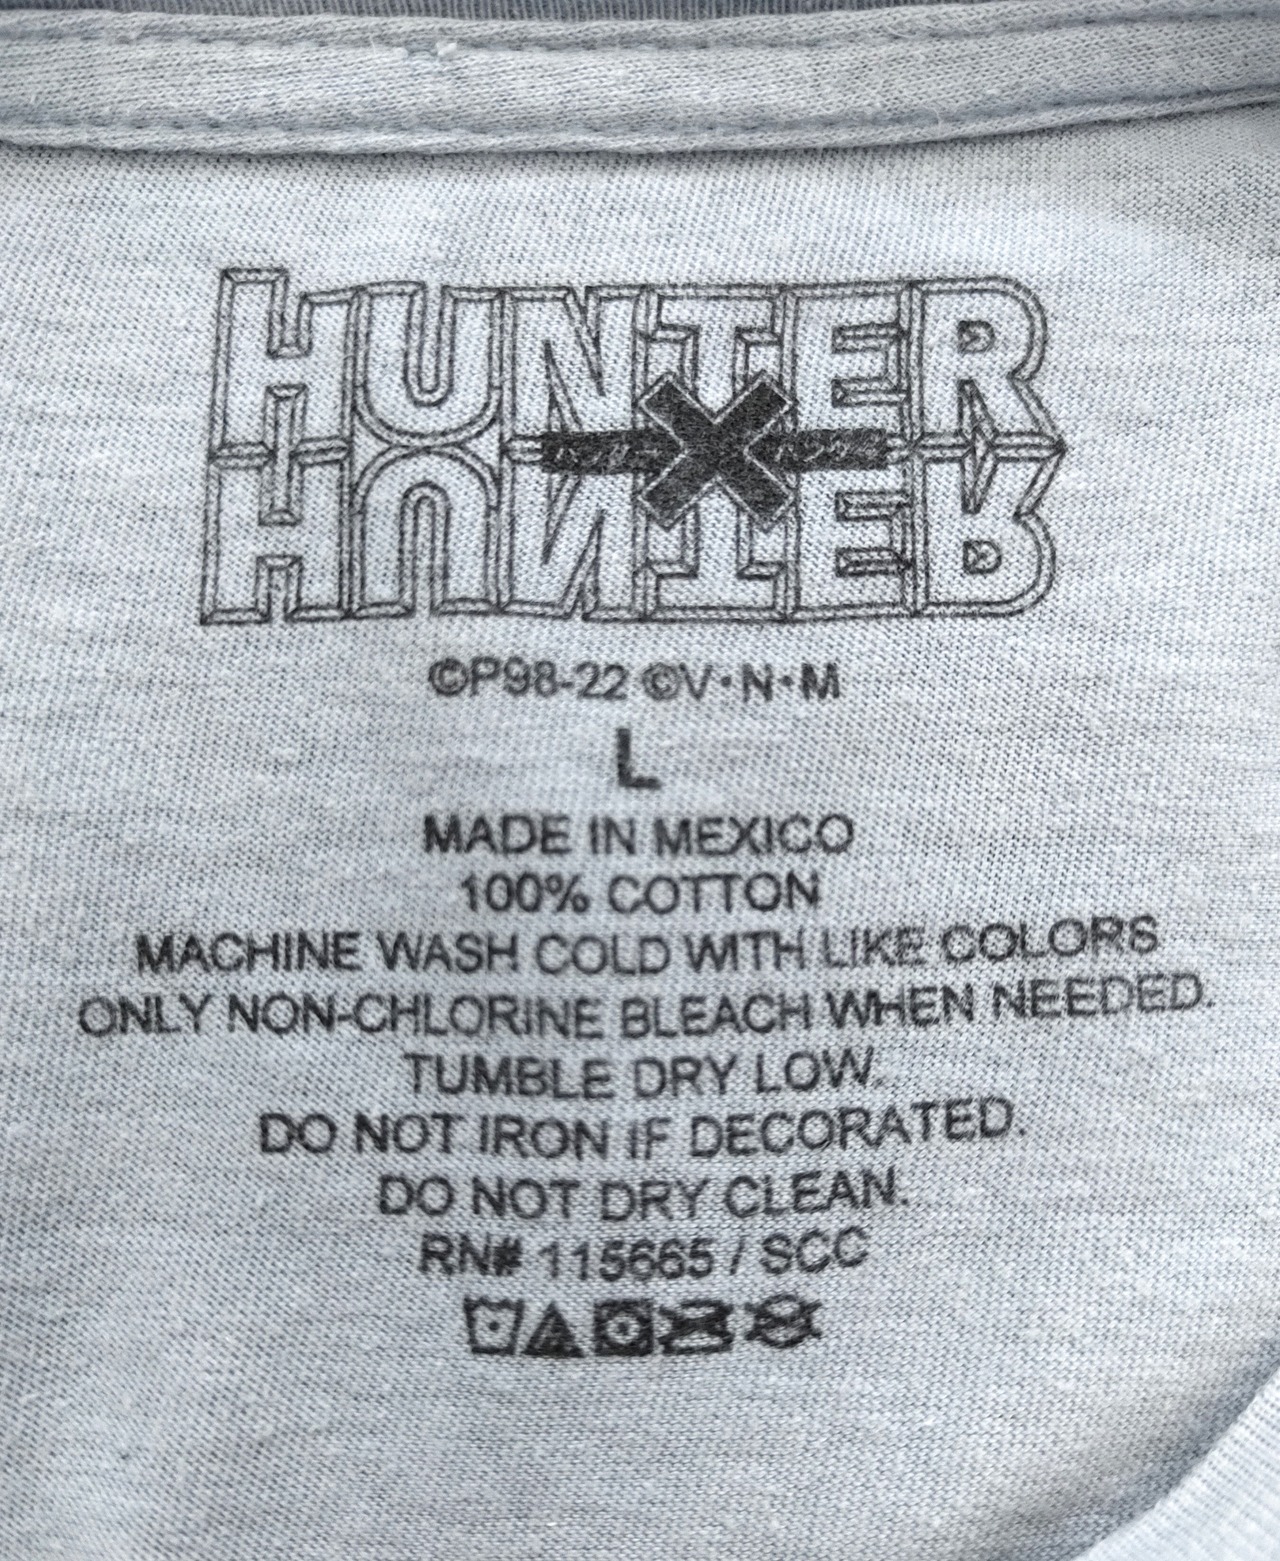 HUNTER
X
HUNTER
©P98-22 ©V·N·M
L
MADE IN MEXICO
100% COTTON
MACHINE WASH COLD WITH LIKE COLORS
ONLY NON-CHLORINE BLEACH WHEN NEEDED.
TUMBLE DRY LOW.
DO NOT IRON IF DECORATED.
DO NOT DRY CLEAN.
RN# 115665 / SCC